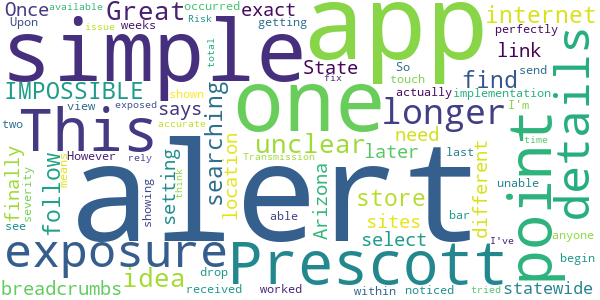 Once available Great occurred exact weeks getting app internet
Upon issue Risk perfectly link
simple State touch send
IMPOSSIBLE shown So fix actually implementation find
This says total one longer I'm
two exposed view accurate searching unclear need time details
However means rely Transmission later last point
finally severity follow showing setting alert location think able store different unable
see Arizona sites bar I've anyone
exposure idea drop Prescott select noticed begin
breadcrumbs received worked within tried statewide